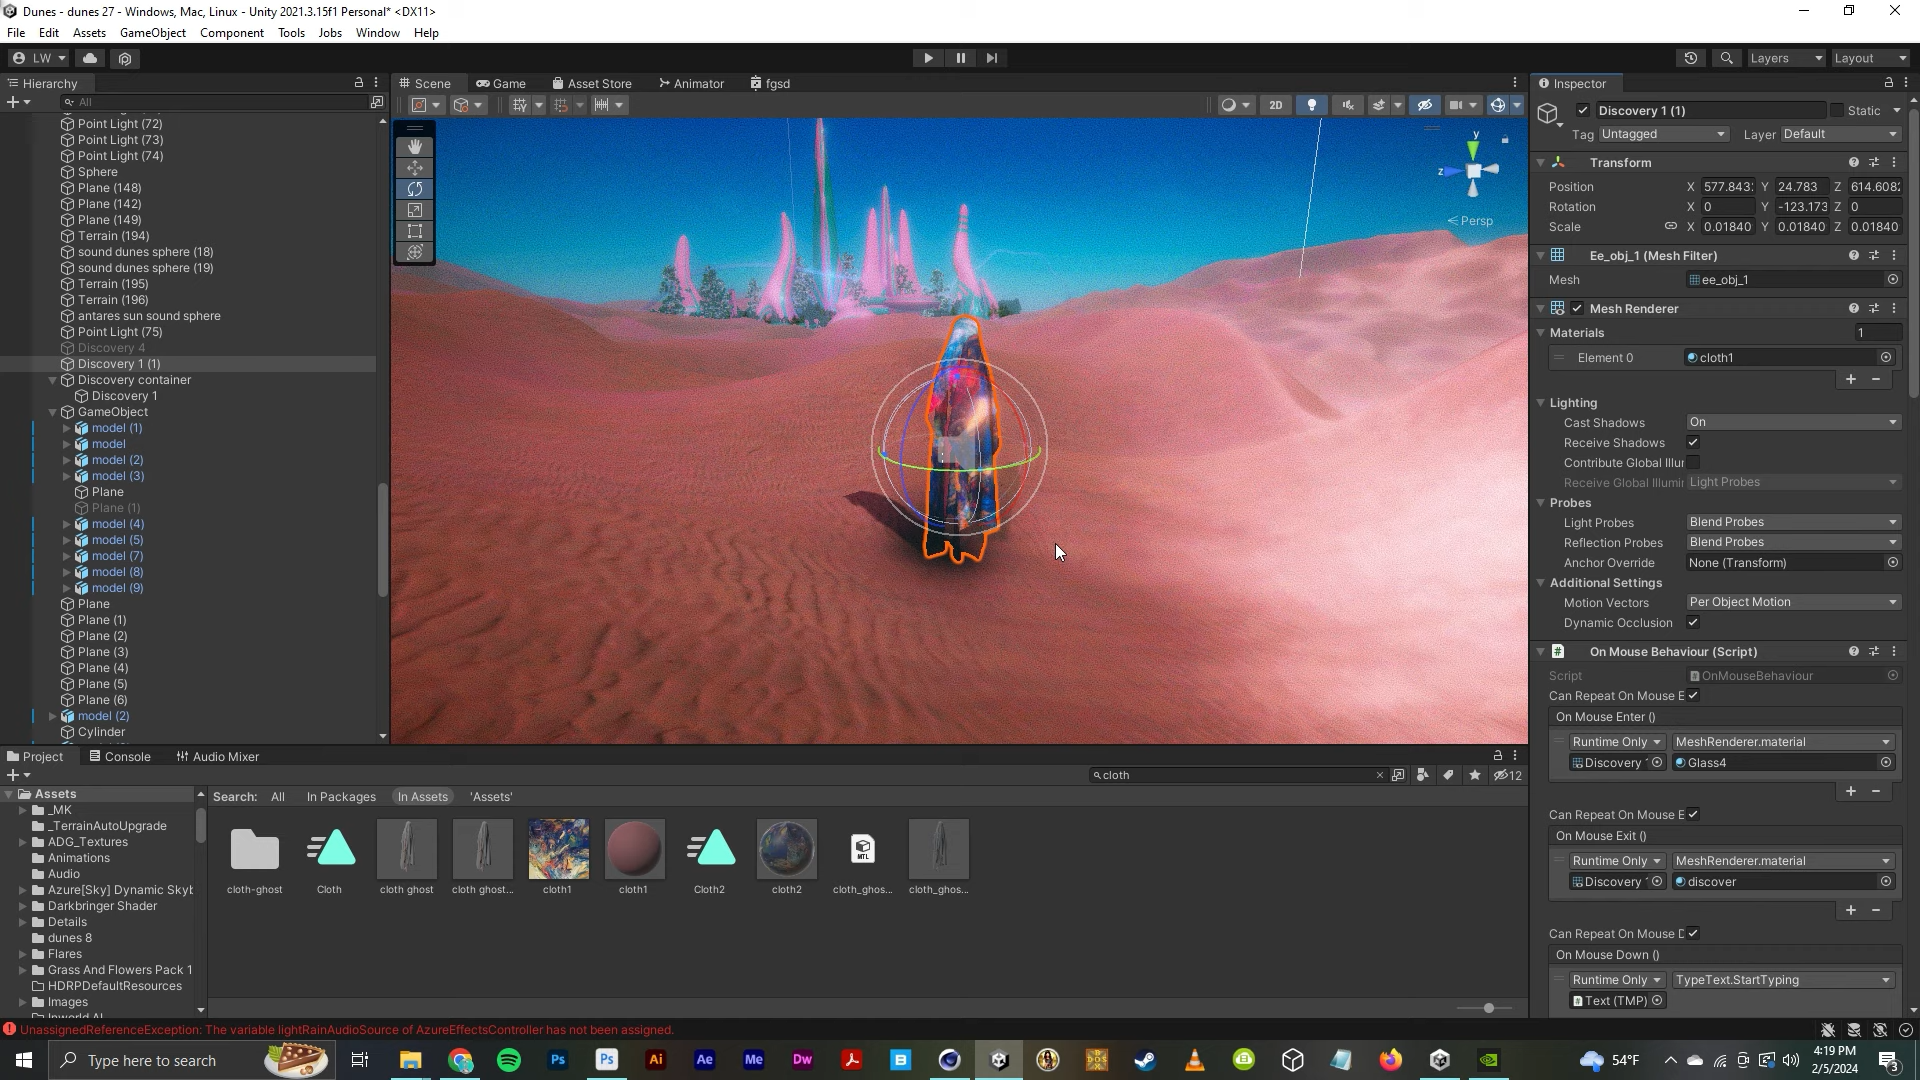 Dunes - dunes 27 - Windows, Mac, Linux - Unity 2021.3.15f1 Personal* <DX11>
File Edit Assets GameObject Component Tools Jobs Window Help
LW
Layers Layout
Hierarchy
All
Point Light (72)
Point Light (73)
Point Light (74)
Sphere
Plane (148)
Plane (142)
Plane (149)
Terrain (194)
sound dunes sphere (18)
sound dunes sphere (19)
Terrain (195)
Terrain (196)
antares sun sound sphere
Point Light (75)
Discovery 4
Discovery 1 (1)
Discovery container
Discovery 1
GameObject
model (1)
model
model (2)
model (3)
Plane
Plane (1)
model (4)
model (5)
model (7)
model (8)
model (9)
Plane
Plane (1)
Plane (2)
Plane (3)
Plane (4)
Plane (5)
Plane (6)
model (2)
Cylinder
Scene Game Asset Store Animator fgsd
2D
y
z
< Persp
Inspector
Discovery 1 (1) Static
Tag Untagged Layer Default
Transform
Position X 577.843 Y 24.783 Z 614.608
Rotation X 0 Y -123.173 Z 0
Scale X 0.01840 Y 0.01840 Z 0.01840
Ee_obj_1 (Mesh Filter)
Mesh ee_obj_1
Mesh Renderer
Materials 1
Element 0 cloth1
Lighting
Cast Shadows On
Receive Shadows
Contribute Global Illur
Receive Global Illumin Light Probes
Probes
Light Probes Blend Probes
Reflection Probes Blend Probes
Anchor Override None (Transform)
Additional Settings
Motion Vectors Per Object Motion
Dynamic Occlusion
On Mouse Behaviour (Script)
Script OnMouseBehaviour
Can Repeat On Mouse E
On Mouse Enter ()
Runtime Only MeshRenderer.material
Discovery Glass4
Can Repeat On Mouse E
On Mouse Exit ()
Runtime Only MeshRenderer.material
Discovery discover
Can Repeat On Mouse D
On Mouse Down ()
Runtime Only TypeText.StartTyping
Text (TMP)
Project Console Audio Mixer
cloth
12
Search: All In Packages In Assets 'Assets'
Assets
_MK
_TerrainAutoUpgrade
ADG_Textures
Animations
Audio
Azure[Sky] Dynamic Skyb
Darkbringer Shader
Details
dunes 8
Flares
Grass And Flowers Pack 1
HDRPDefaultResources
Images
cloth-ghost Cloth cloth ghost cloth ghost... cloth1 cloth1 Cloth2 cloth2 cloth_ghos... cloth_ghos...
MTL
UnassignedReferenceException: The variable lightRainAudioSource of AzureEffectsController has not been assigned.
Type here to search
Ps Ps Ai Ae Me Dw
54°F
4:19 PM
2/5/2024
3